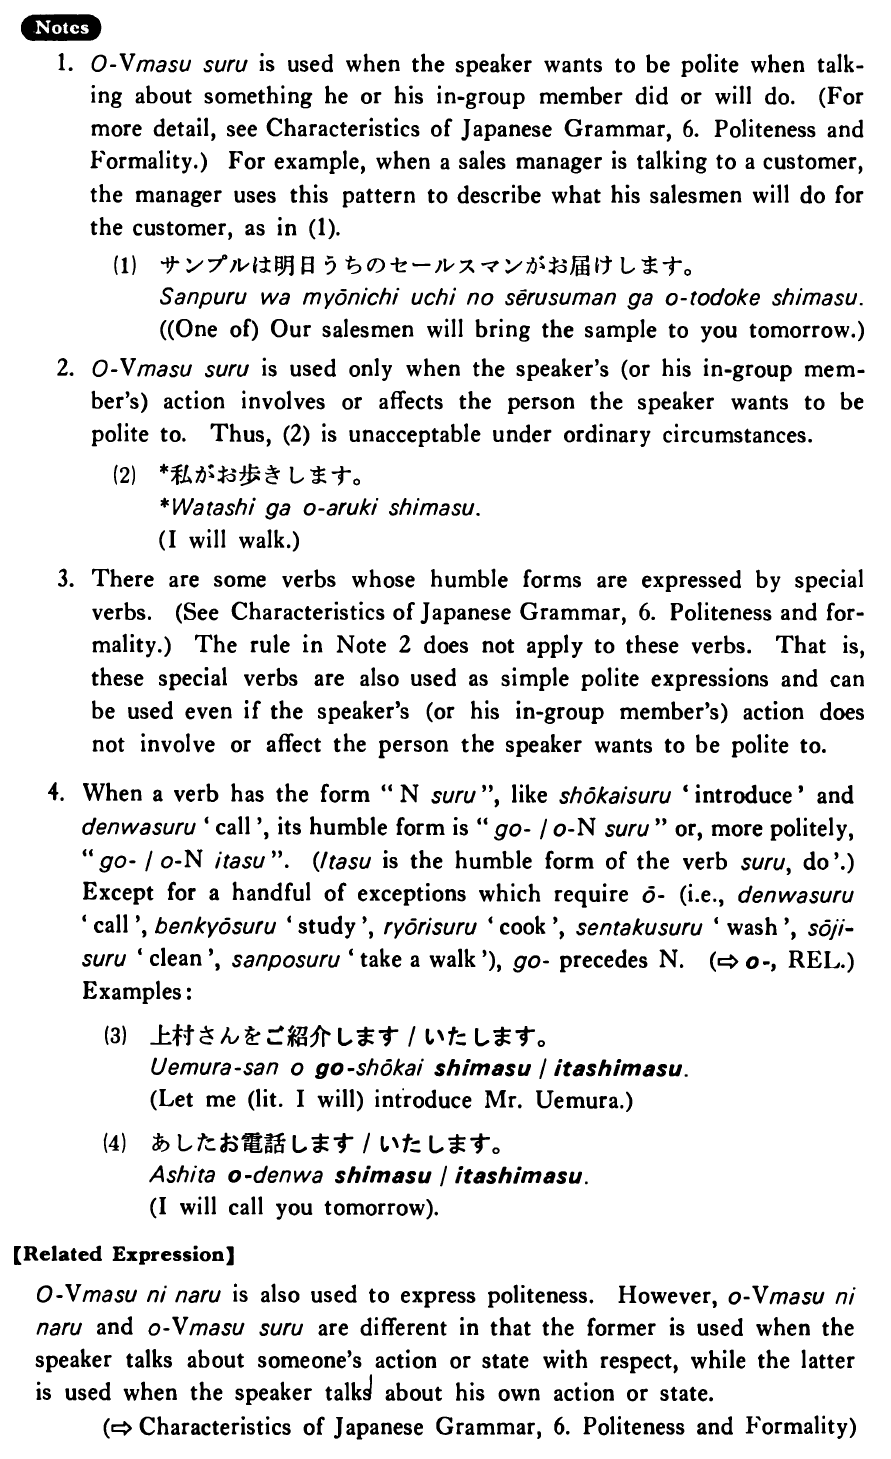 Notes
1. O-Vmasu suru is used when the speaker wants to be polite when talk-
ing about something he or his in-group member did or will do. (For
more detail, see Characteristics of Japanese Grammar, 6. Politeness and
Formality.) For example, when a sales manager is talking to a customer,
the manager uses this pattern to describe what his salesmen will do for
the customer, as in (1).
(1) サンプルは明日うちのセールスマンがお届けします。
Sanpuru wa myōnichi uchi no sērusuman ga o-todoke shimasu.
((One of) Our salesmen will bring the sample to you tomorrow.)
2. O-Vmasu suru is used only when the speaker's (or his in-group mem-
ber's) action involves or affects the person the speaker wants to be
polite to. Thus, (2) is unacceptable under ordinary circumstances.
(2) *私がお歩きします。
*Watashi ga o-aruki shimasu.
(I will walk.)
3. There are some verbs whose humble forms are expressed by special
verbs. (See Characteristics of Japanese Grammar, 6. Politeness and for-
mality.) The rule in Note 2 does not apply to these verbs. That is,
these special verbs are also used as simple polite expressions and can
be used even if the speaker's (or his in-group member's) action does
not involve or affect the person the speaker wants to be polite to.
4. When a verb has the form “N suru”, like shōkaisuru ‘introduce’ and
denwasuru ‘call’, its humble form is “go- / o-N suru” or, more politely,
“go- / o-N itasu”. (Itasu is the humble form of the verb suru, do’.)
Except for a handful of exceptions which require ō- (i.e., denwasuru
‘call’, benkyōsuru ‘study’, ryōrisuru ‘cook’, sentakusuru ‘wash’, sōji-
suru ‘clean’, sanposuru ‘take a walk’), go- precedes N. (⇨ o-, REL.)
Examples:
(3) 上村さんをご紹介します / いたします。
Uemura-san o go-shōkai shimasu / itashimasu.
(Let me (lit. I will) introduce Mr. Uemura.)
(4) あしたお電話します / いたします。
Ashita o-denwa shimasu / itashimasu.
(I will call you tomorrow).
【Related Expression】
O-Vmasu ni naru is also used to express politeness. However, o-Vmasu ni
naru and o-Vmasu suru are different in that the former is used when the
speaker talks about someone's action or state with respect, while the latter
is used when the speaker talks about his own action or state.
(⇨ Characteristics of Japanese Grammar, 6. Politeness and Formality)